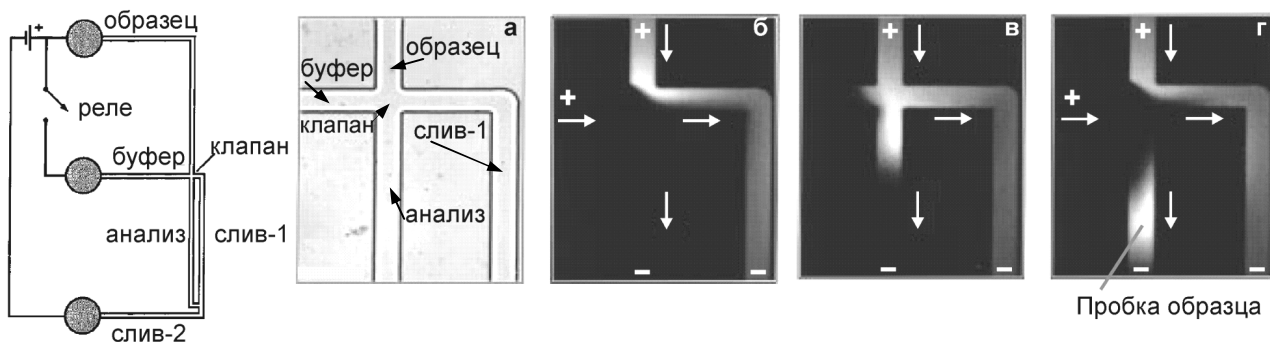 образец
+
реле
буфер
клапан
анализ
слив-1
слив-2
а
образец
буфер
клапан
слив-1
анализ
б
+
+
– –
в
+
– –
г
+
+
– –
Пробка образца